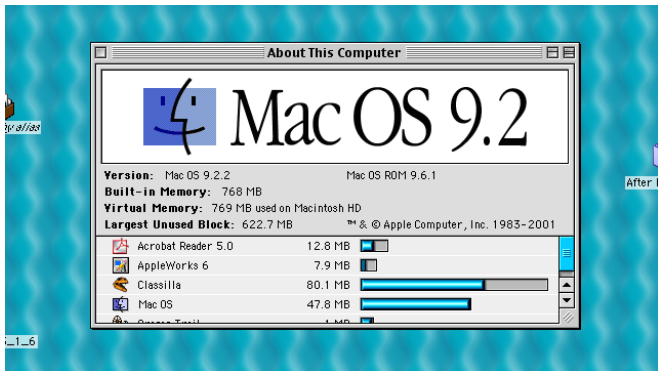 About This Computer
Mac OS 9.2
Version: Mac OS 9.2.2 Mac OS ROM 9.6.1
Built-in Memory: 768 MB
Virtual Memory: 769 MB used on Macintosh HD
Largest Unused Block: 622.7 MB ™ & © Apple Computer, Inc. 1983-2001
Acrobat Reader 5.0 12.8 MB
AppleWorks 6 7.9 MB
Classilla 80.1 MB
Mac OS 47.8 MB
alias
After
_1_6